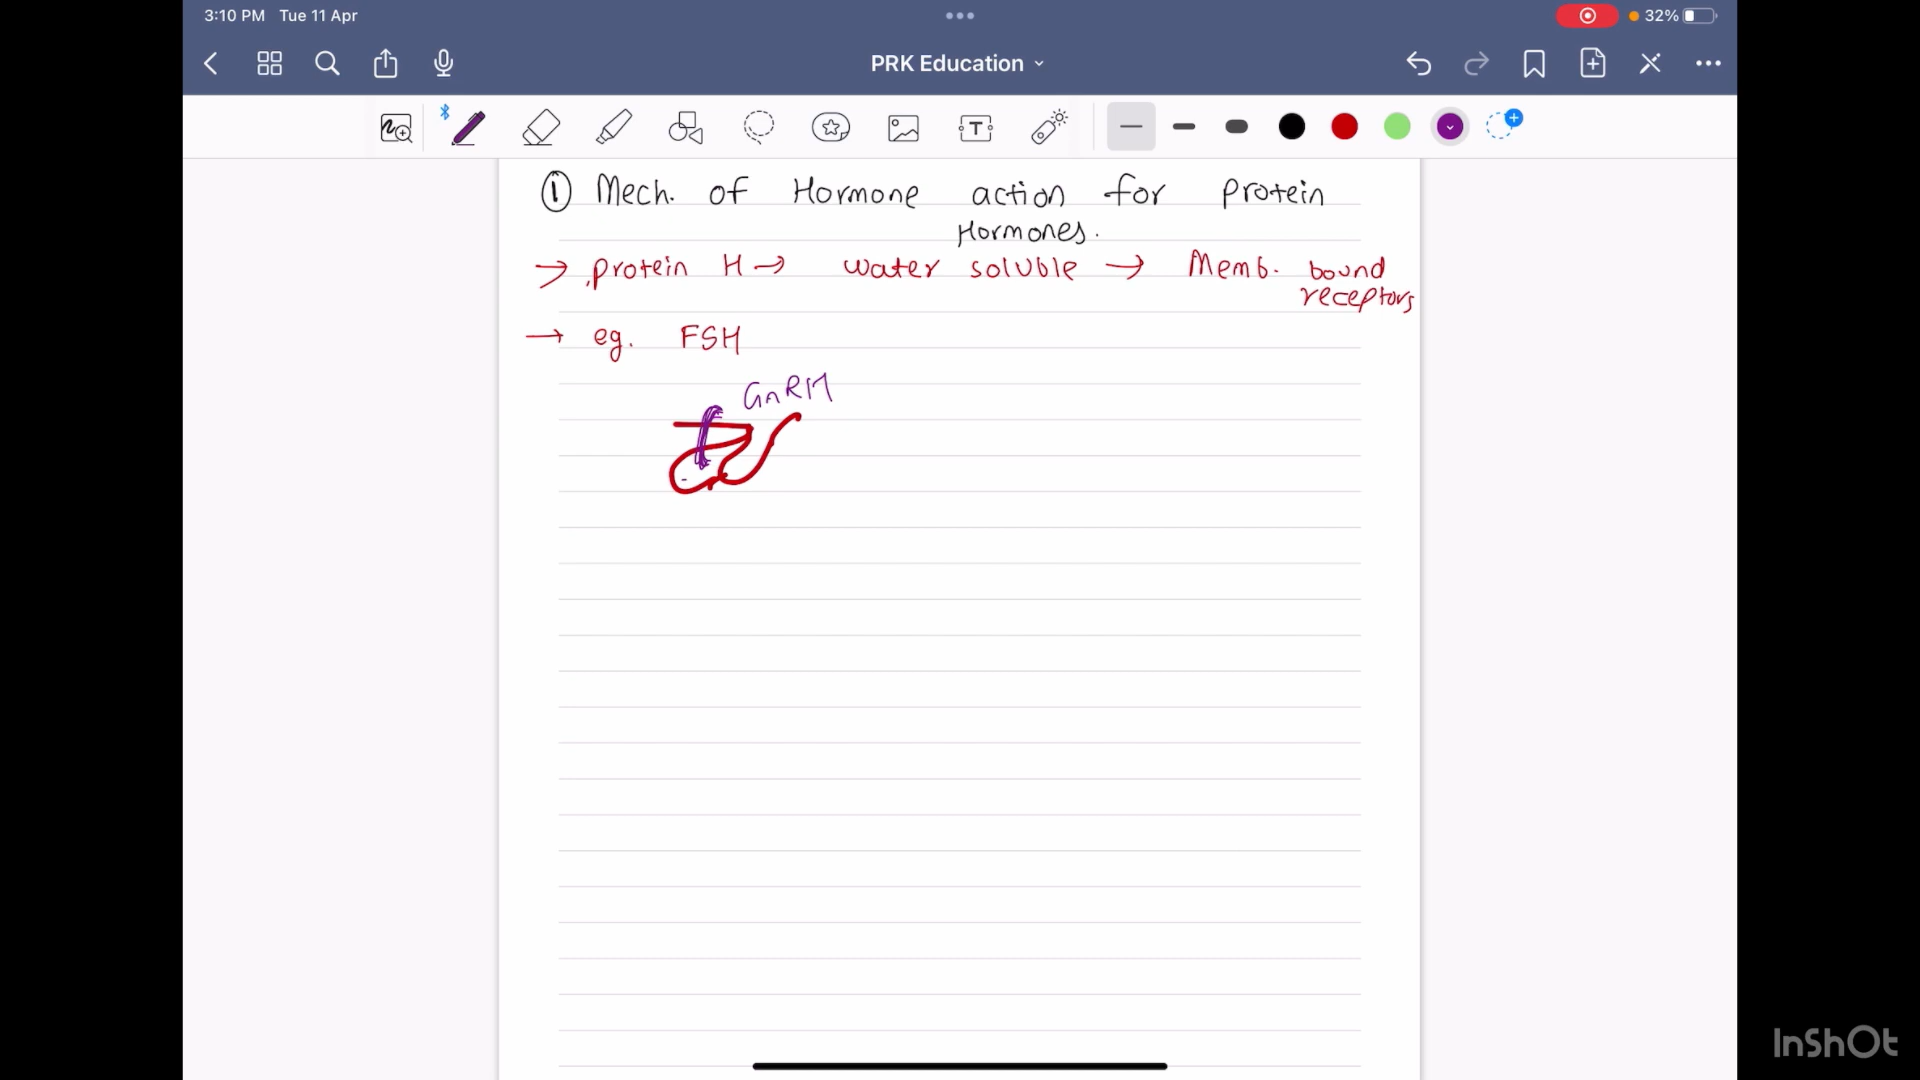 3:10 PM Tue 11 Apr
32%
PRK Education
T
① Mech. of Hormone action for Protein
Hormones.
→ Protein H → water soluble → Memb. bound
receptors
→ eg. FSH
GnRH
InShOt